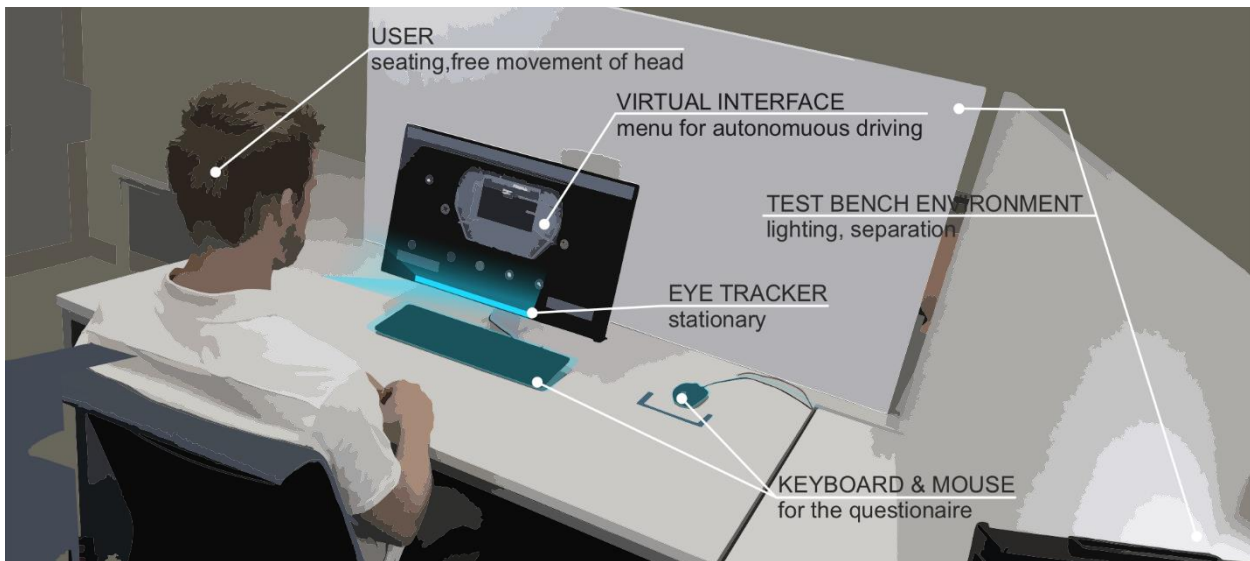 USER
seating,free movement of head
VIRTUAL INTERFACE
menu for autonomuous driving
TEST BENCH ENVIRONMENT
lighting, separation
EYE TRACKER
stationary
KEYBOARD & MOUSE
for the questionaire